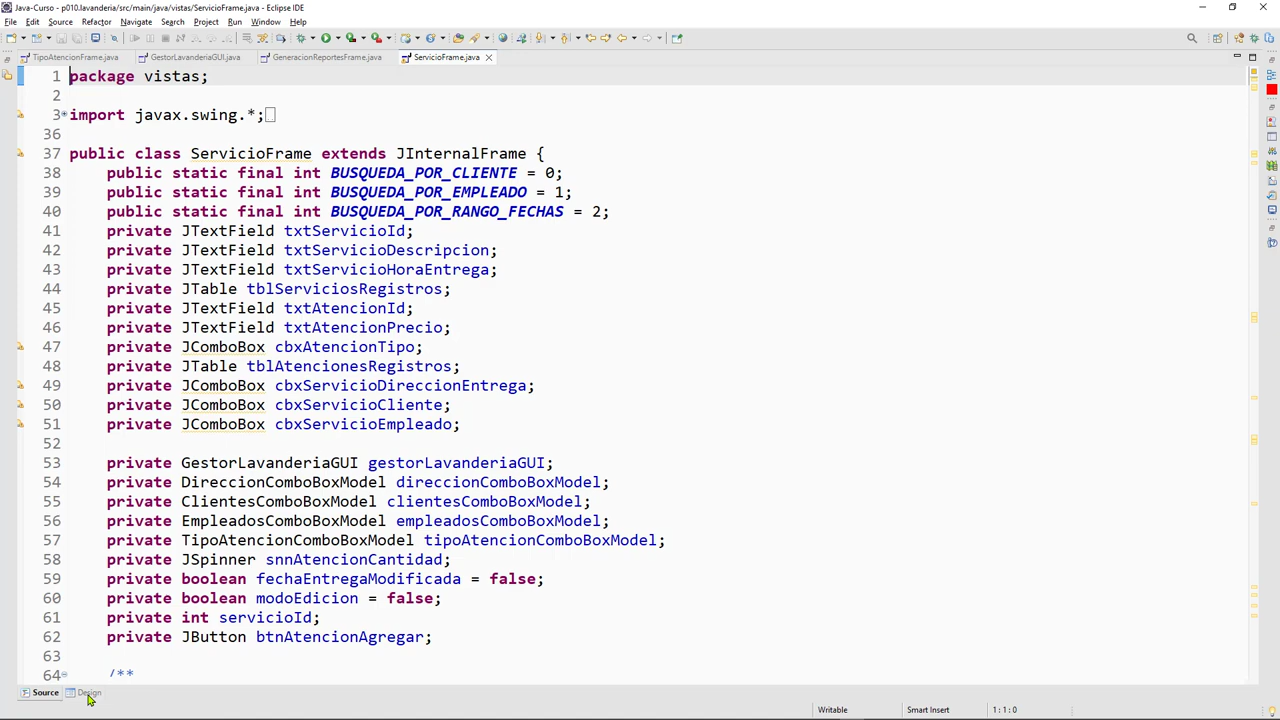 Java-Curso - p010.lavanderia/src/main/java/vistas/ServicioFrame.java - Eclipse IDE
File Edit Source Refactor Navigate Search Project Run Window Help
TipoAtencionFrame.java GestorLavanderiaGUI.java GeneracionReportesFrame.java ServicioFrame.java
1 package vistas;
2
3 import javax.swing.*;
36
37 public class ServicioFrame extends JInternalFrame {
38 public static final int BUSQUEDA_POR_CLIENTE = 0;
39 public static final int BUSQUEDA_POR_EMPLEADO = 1;
40 public static final int BUSQUEDA_POR_RANGO_FECHAS = 2;
41 private JTextField txtServicioId;
42 private JTextField txtServicioDescripcion;
43 private JTextField txtServicioHoraEntrega;
44 private JTable tblServiciosRegistros;
45 private JTextField txtAtencionId;
46 private JTextField txtAtencionPrecio;
47 private JComboBox cbxAtencionTipo;
48 private JTable tblAtencionesRegistros;
49 private JComboBox cbxServicioDireccionEntrega;
50 private JComboBox cbxServicioCliente;
51 private JComboBox cbxServicioEmpleado;
52
53 private GestorLavanderiaGUI gestorLavanderiaGUI;
54 private DireccionComboBoxModel direccionComboBoxModel;
55 private ClientesComboBoxModel clientesComboBoxModel;
56 private EmpleadosComboBoxModel empleadosComboBoxModel;
57 private TipoAtencionComboBoxModel tipoAtencionComboBoxModel;
58 private JSpinner snnAtencionCantidad;
59 private boolean fechaEntregaModificada = false;
60 private boolean modoEdicion = false;
61 private int servicioId;
62 private JButton btnAtencionAgregar;
63
64 /**
Source Design
Writable Smart Insert 1 : 1 : 0